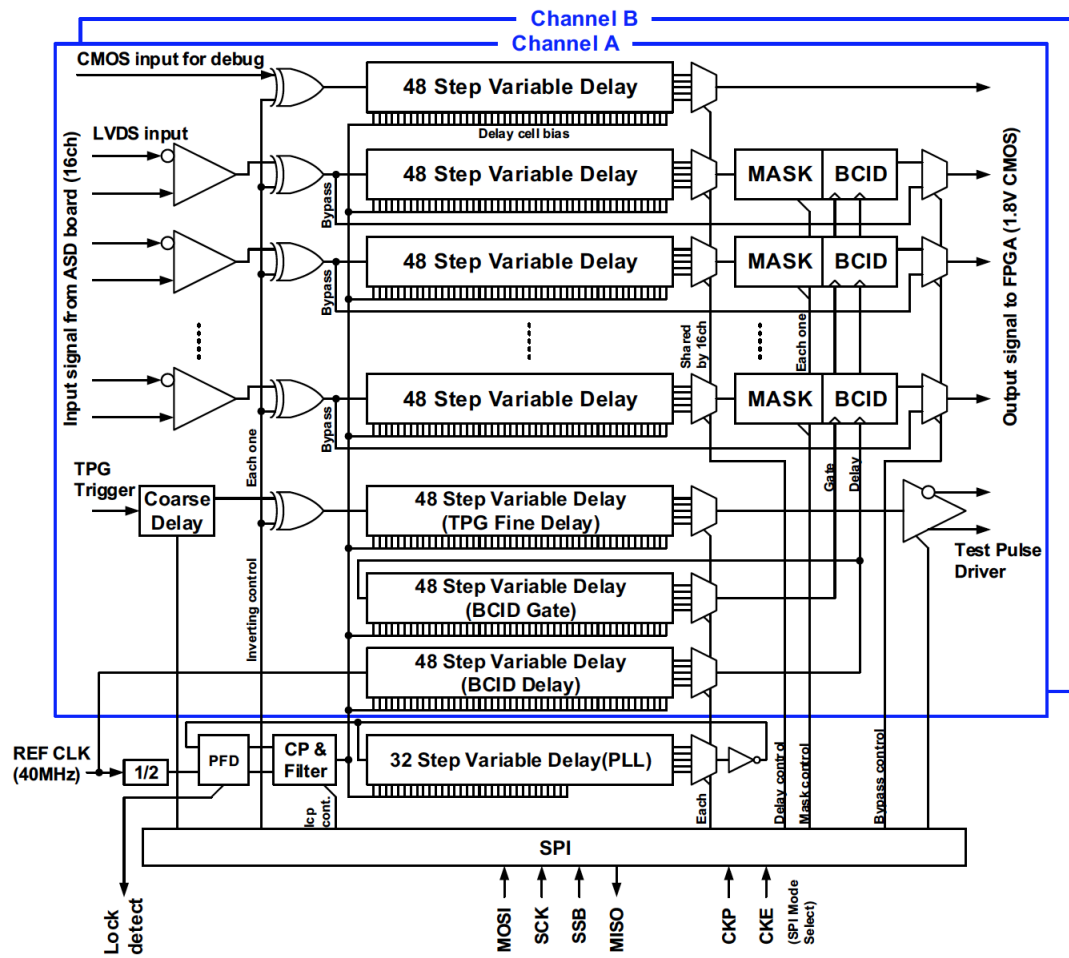 Channel B
Channel A
CMOS input for debug
48 Step Variable Delay
Delay cell bias
LVDS input
Input signal from ASD board (16ch)
Bypass
48 Step Variable Delay
MASK
BCID
Output signal to FPGA (1.8V CMOS)
Bypass
48 Step Variable Delay
MASK
BCID
Shared
by 16ch
Each one
Bypass
48 Step Variable Delay
MASK
BCID
Each one
Gate
Delay
TPG
Trigger
Coarse
Delay
48 Step Variable Delay
(TPG Fine Delay)
Test Pulse
Driver
48 Step Variable Delay
(BCID Gate)
Inverting control
48 Step Variable Delay
(BCID Delay)
REF CLK
(40MHz)
1/2
PFD
CP &
Filter
32 Step Variable Delay(PLL)
Icp
cont.
Each
Delay control
Mask control
Bypass control
SPI
Lock
detect
MOSI
SCK
SSB
MISO
CKP
CKE
(SPI Mode
Select)